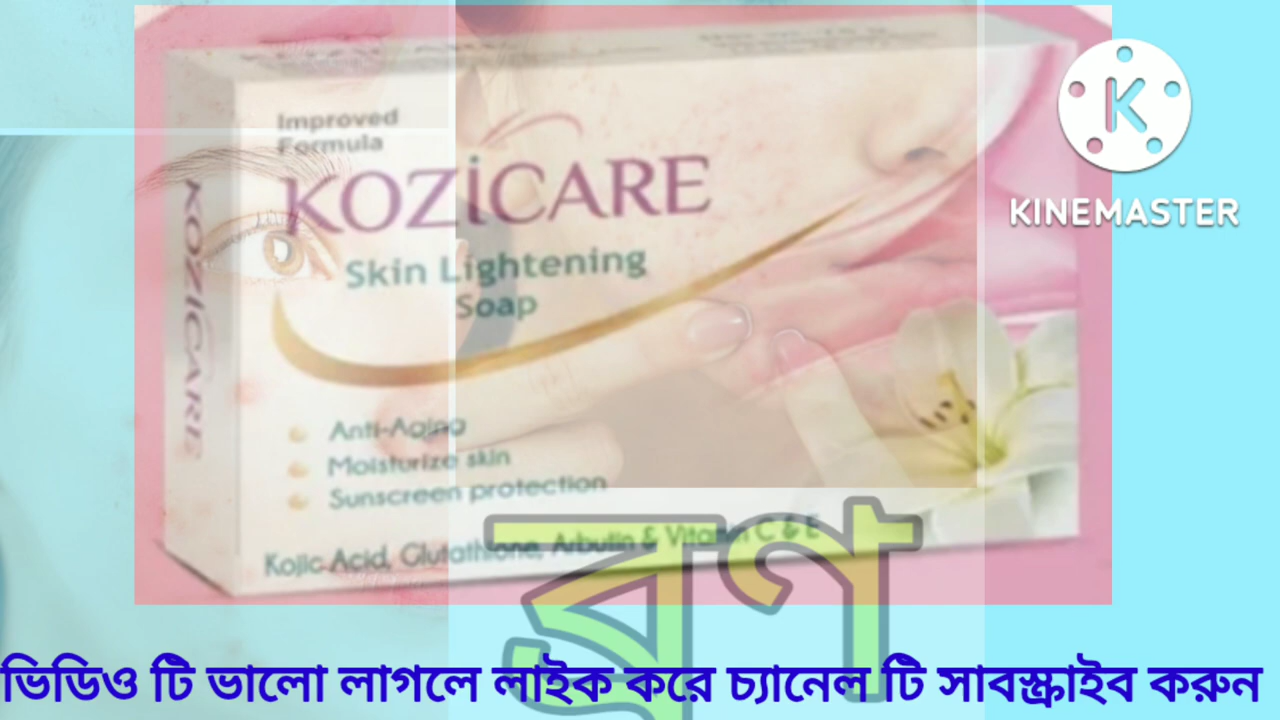 Improved
Formula
KOZiCARE
Skin Lightening
Soap
KOZiCARE
Anti-Aging
Moisturize skin
Sunscreen protection
Kojic Acid, Glutathione, Arbutin & Vitamin C & E
KINEMASTER
ব্রণ
ভিডিও টি ভালো লাগলে লাইক করে চ্যানেল টি সাবস্ক্রাইব করুন